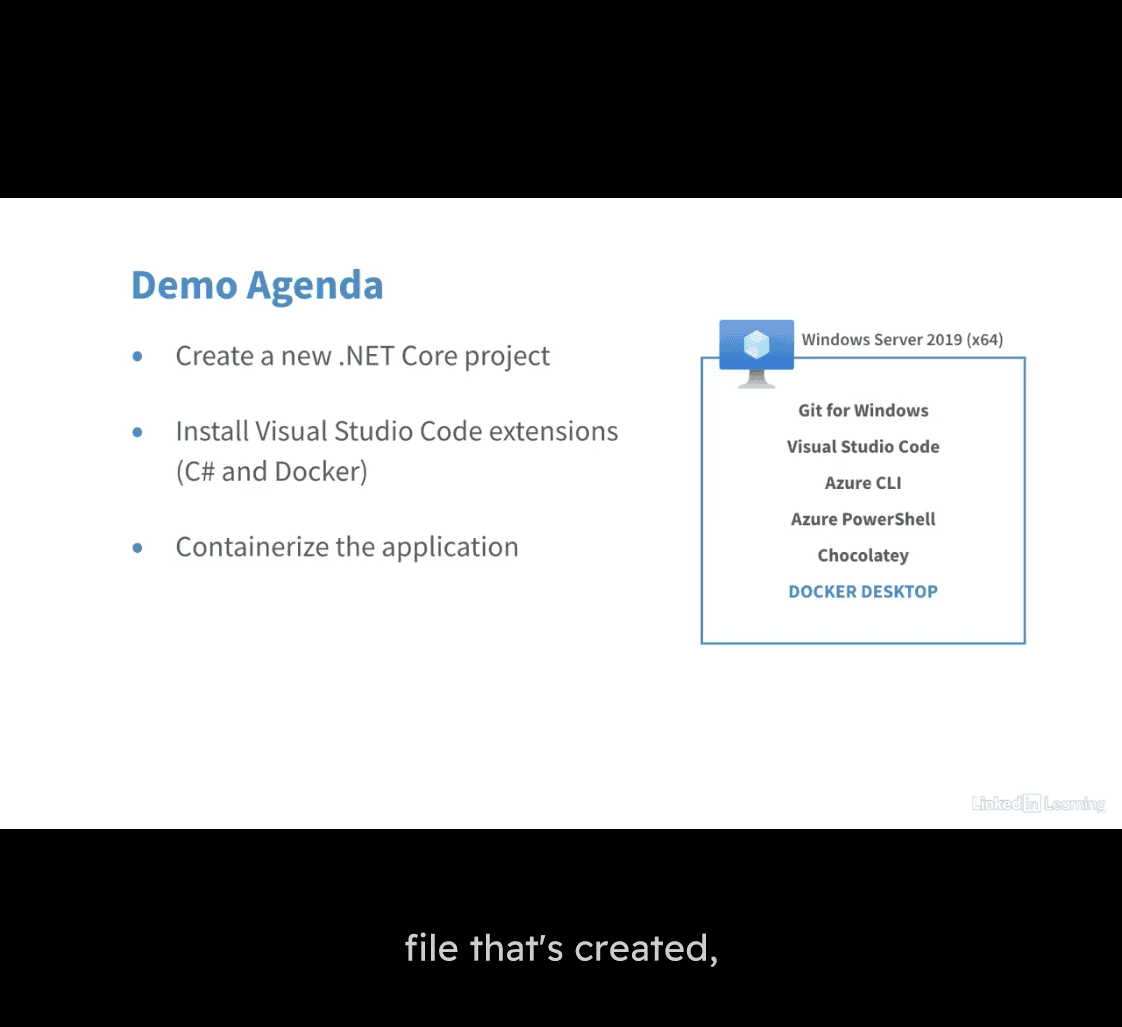 Demo Agenda
• Create a new .NET Core project
• Install Visual Studio Code extensions
(C# and Docker)
• Containerize the application
Windows Server 2019 (x64)
Git for Windows
Visual Studio Code
Azure CLI
Azure PowerShell
Chocolatey
DOCKER DESKTOP
Linked in Learning
file that's created,